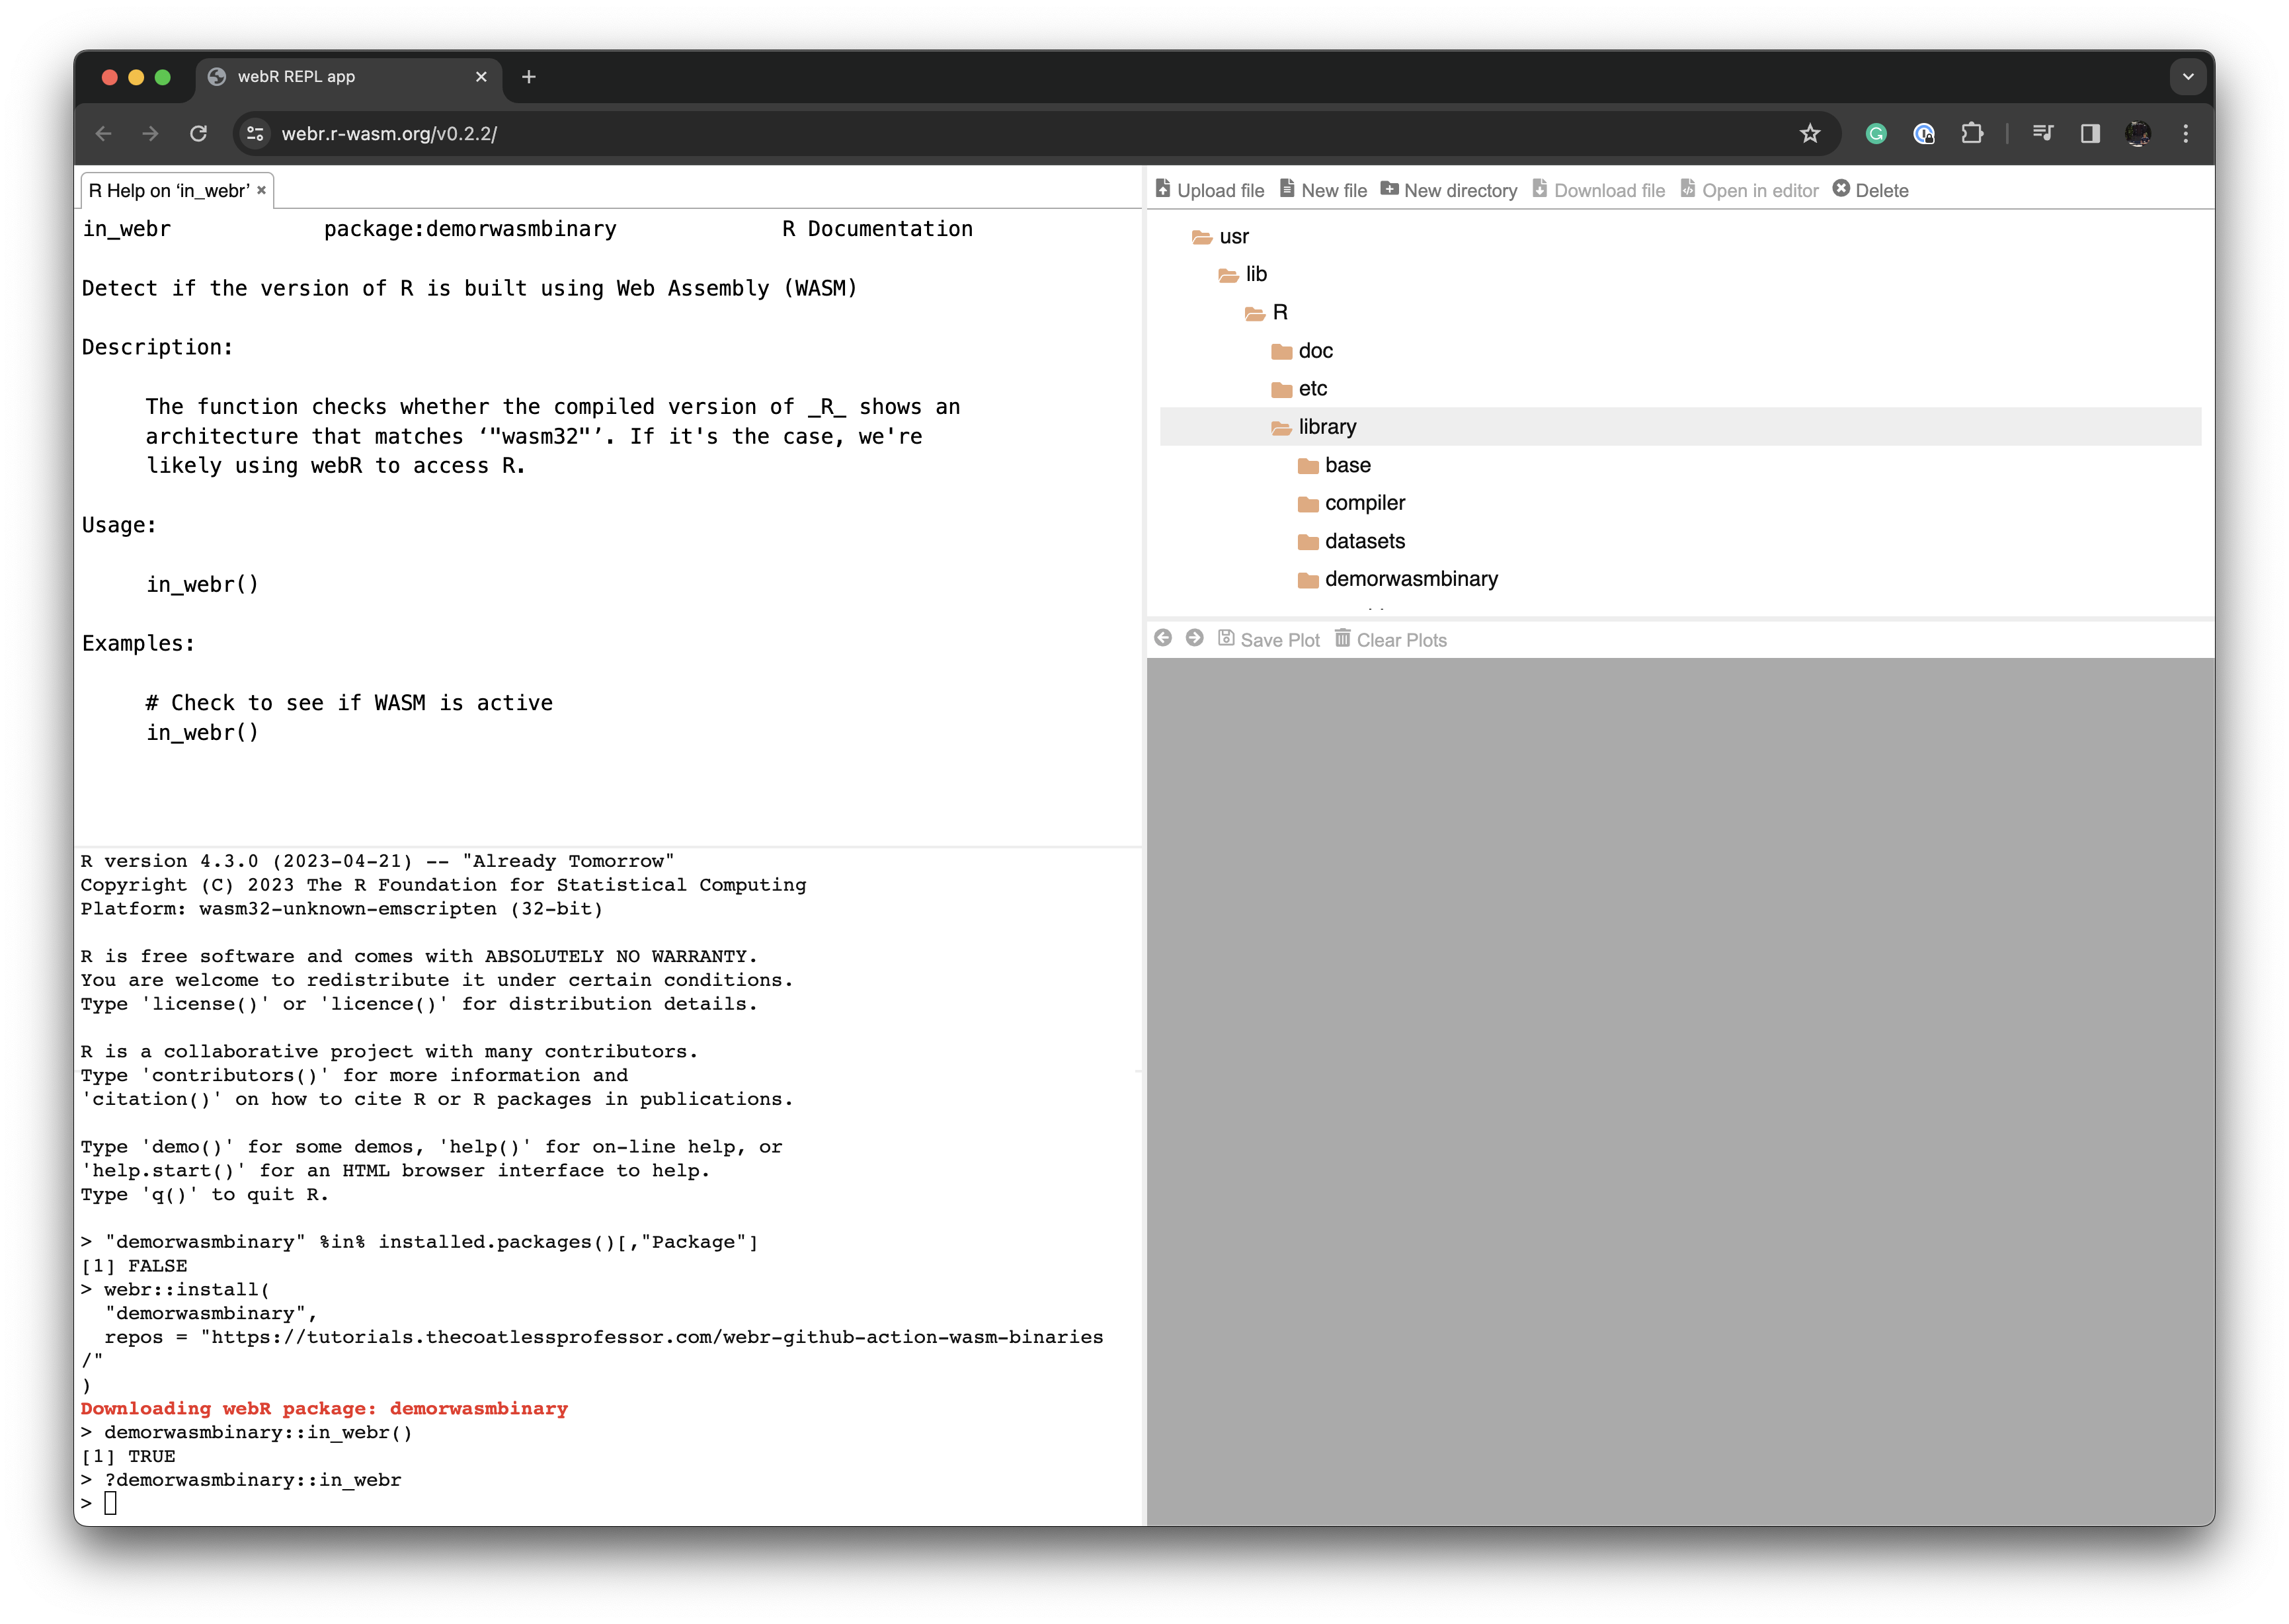 webR REPL app
webr.r-wasm.org/v0.2.2/
R Help on ‘in_webr’
in_webr package:demorwasmbinary R Documentation
Detect if the version of R is built using Web Assembly (WASM)
Description:
The function checks whether the compiled version of _R_ shows an
architecture that matches ‘"wasm32"’. If it's the case, we're
likely using webR to access R.
Usage:
in_webr()
Examples:
# Check to see if WASM is active
in_webr()
R version 4.3.0 (2023-04-21) -- "Already Tomorrow"
Copyright (C) 2023 The R Foundation for Statistical Computing
Platform: wasm32-unknown-emscripten (32-bit)
R is free software and comes with ABSOLUTELY NO WARRANTY.
You are welcome to redistribute it under certain conditions.
Type 'license()' or 'licence()' for distribution details.
R is a collaborative project with many contributors.
Type 'contributors()' for more information and
'citation()' on how to cite R or R packages in publications.
Type 'demo()' for some demos, 'help()' for on-line help, or
'help.start()' for an HTML browser interface to help.
Type 'q()' to quit R.
> "demorwasmbinary" %in% installed.packages()[,"Package"]
[1] FALSE
> webr::install(
"demorwasmbinary",
repos = "https://tutorials.thecoatlessprofessor.com/webr-github-action-wasm-binaries
/"
)
Downloading webR package: demorwasmbinary
> demorwasmbinary::in_webr()
[1] TRUE
> ?demorwasmbinary::in_webr
>
Upload file New file New directory Download file Open in editor Delete
usr
lib
R
doc
etc
library
base
compiler
datasets
demorwasmbinary
Save Plot Clear Plots